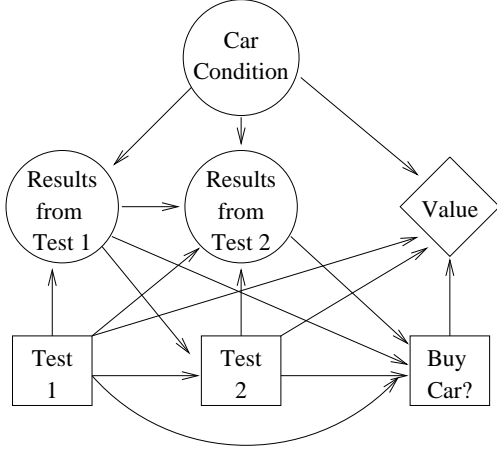 Car
Condition
Results
from
Test 1
Results
from
Test 2
Value
Test
1
Test
2
Buy
Car?